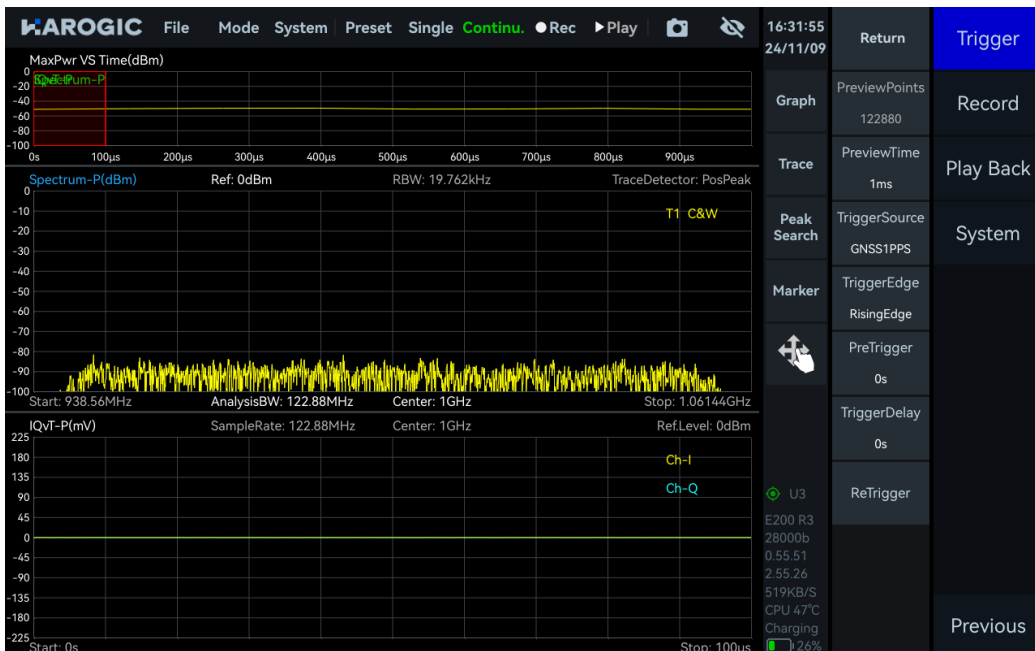 HAROGIC File Mode System Preset Single Continu. Rec Play
16:31:55
24/11/09
MaxPwr VS Time(dBm)
0
-20
-40
-60
-80
-100
0s 100μs 200μs 300μs 400μs 500μs 600μs 700μs 800μs 900μs
Spectrum-P(dBm) Ref: 0dBm RBW: 19.762kHz TraceDetector: PosPeak
T1 C&W
0
-10
-20
-30
-40
-50
-60
-70
-80
-90
-100
Start: 938.56MHz AnalysisBW: 122.88MHz Center: 1GHz Stop: 1.06144GHz
IQvT-P(mV) SampleRate: 122.88MHz Center: 1GHz Ref.Level: 0dBm
Ch-I
Ch-Q
225
180
135
90
45
0
-45
-90
-135
-180
-225
Start: 0s Stop: 100us
Graph
Trace
Peak
Search
Marker
U3
E200 R3
28000b
0.55.51
2.55.26
519KB/S
CPU 47°C
Charging
26%
Return
PreviewPoints
122880
PreviewTime
1ms
TriggerSource
GNSS1PPS
TriggerEdge
RisingEdge
PreTrigger
0s
TriggerDelay
0s
ReTrigger
Trigger
Record
Play Back
System
Previous